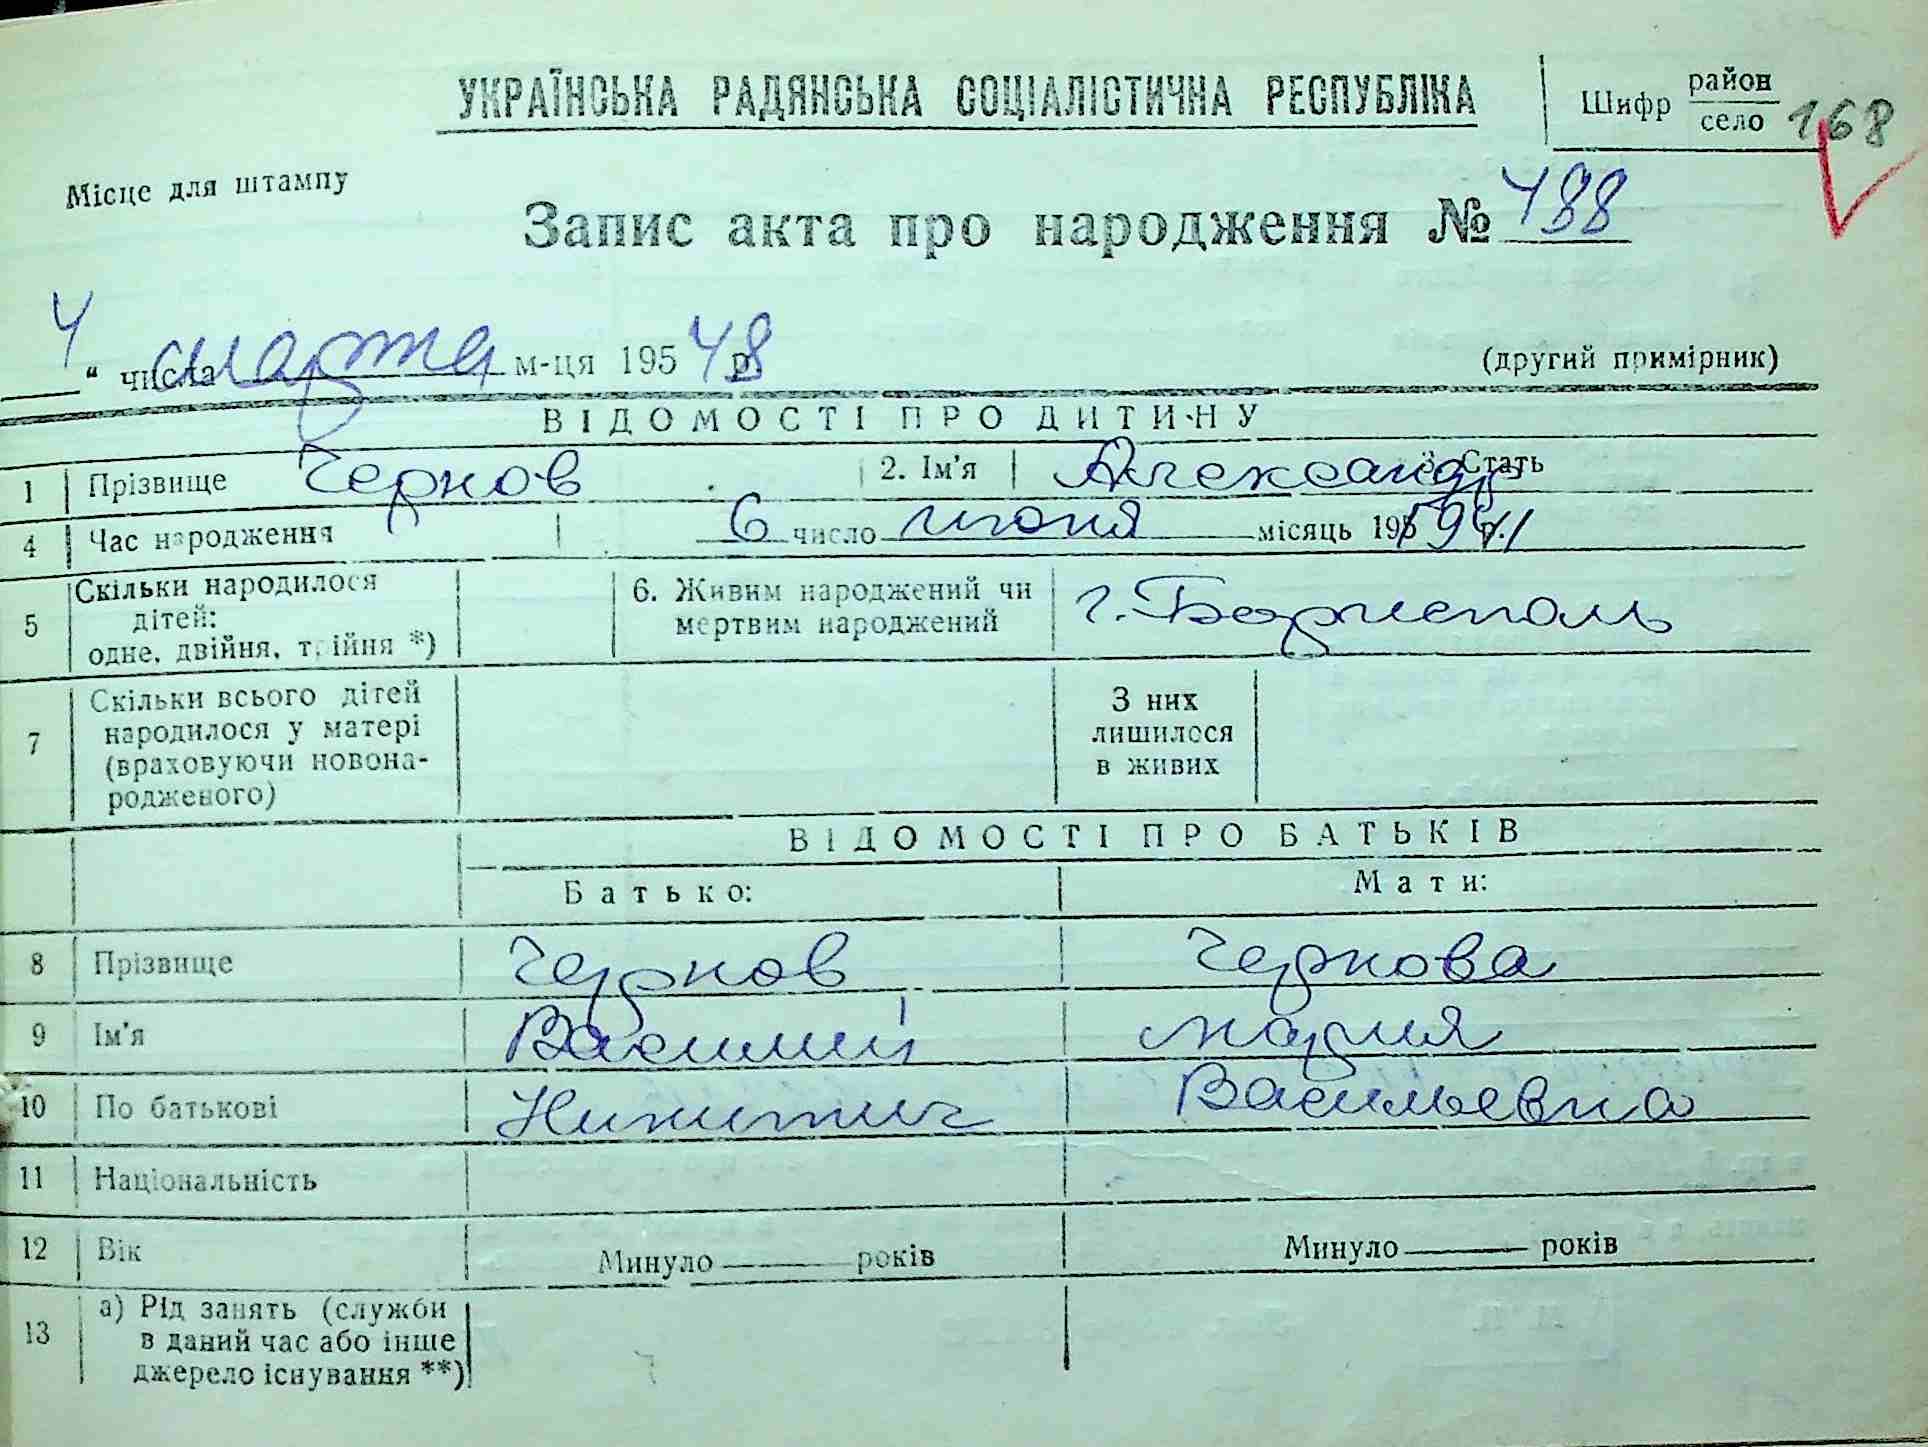 УКРАЇНСЬКА РАДЯНСЬКА СОЦІАЛІСТИЧНА РЕСПУБЛІКА
Шифр район
село 168
Місце для штампу
Запис акта про народження № 488
4 " числа марта м-ця 195 48 р.
(другий примірник)
ВІДОМОСТІ ПРО ДИТИНУ
1 Прізвище Чернов 2. Ім'я Александр 3. Стать
4 Час народження 6 число июня місяць 195 1941 р.
5 Скільки народилося дітей: одне, двійня, трійня *) 6. Живим народжений чи мертвим народжений г. Борисполь
7 Скільки всього дітей народилося у матері (враховуючи новонародженого) З них лишилося в живих
ВІДОМОСТІ ПРО БАТЬКІВ
Батько: Мати:
8 Прізвище Чернов Чернова
9 Ім'я Василий Мария
10 По батькові Никитич Васильевна
11 Національність
12 Вік Минуло років Минуло років
13 а) Рід занять (служби
в даний час або інше
джерело існування **)